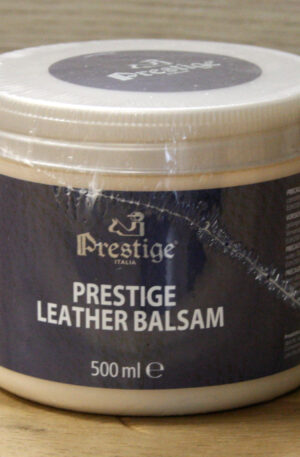 Prestige
Prestige
ITALIA
PRESTIGE
LEATHER BALSAM
500 ml ℮